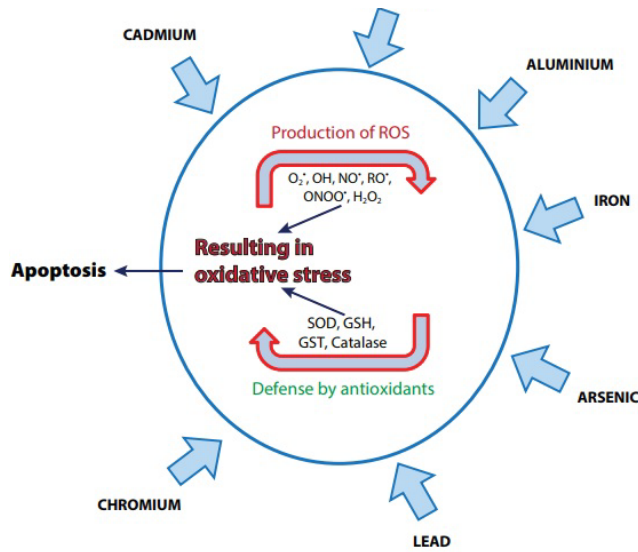 CADMIUM
ALUMINIUM
Production of ROS
O₂•, OH, NO•, RO•,
ONOO•, H₂O₂
IRON
Resulting in
oxidative stress
Apoptosis
SOD, GSH,
GST, Catalase
Defense by antioxidants
ARSENIC
CHROMIUM
LEAD